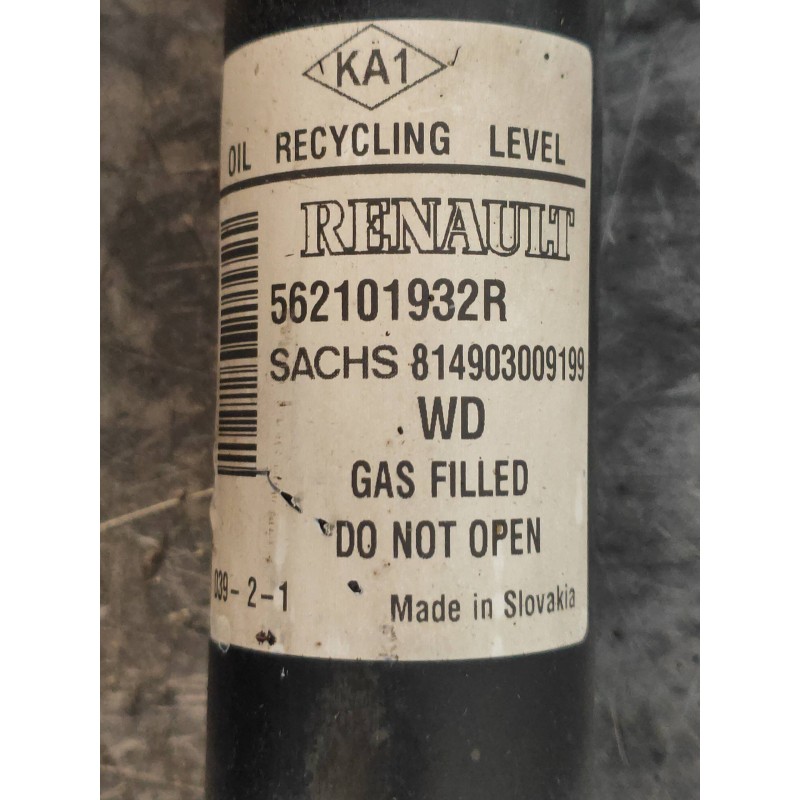 KA1
OIL RECYCLING LEVEL
RENAULT
562101932R
SACHS 814903009199
WD
GAS FILLED
DO NOT OPEN
039-2-1
Made in Slovakia